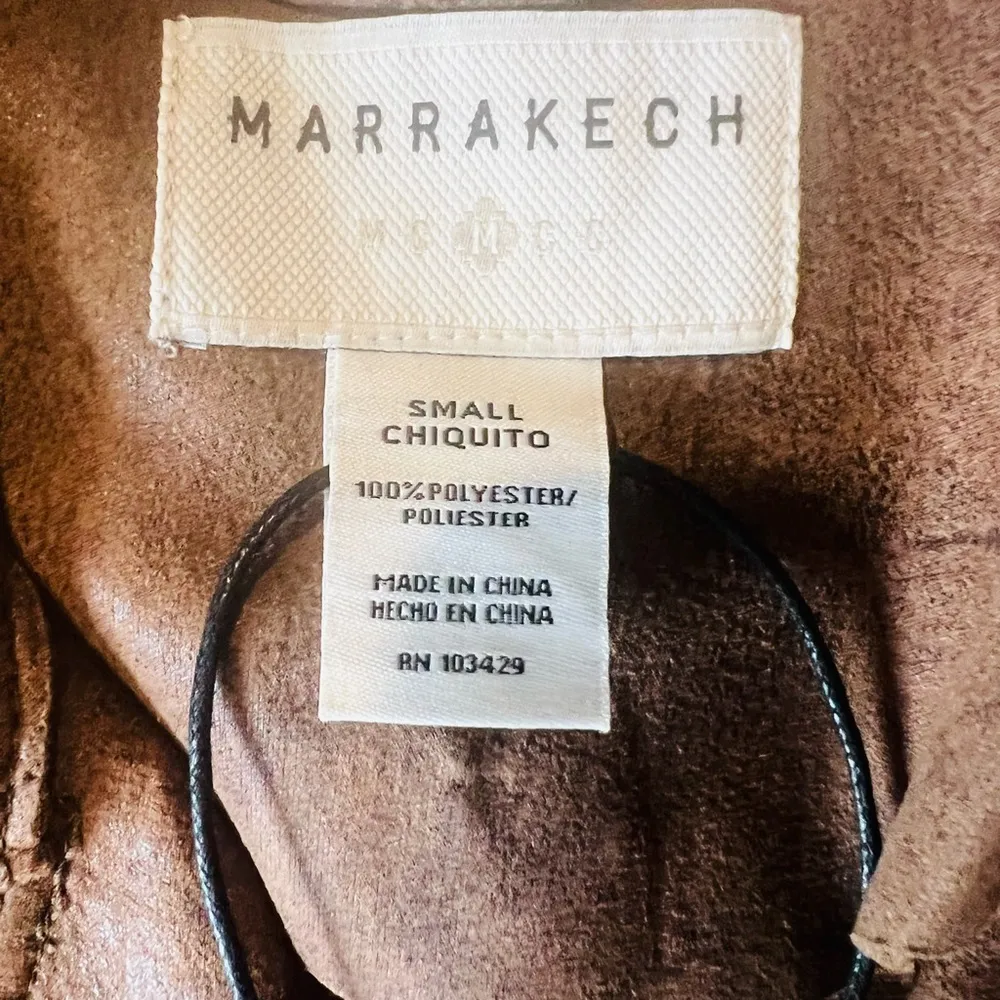 MARRAKECH
M
SMALL
CHIQUITO
100%POLYESTER/
POLIESTER
MADE IN CHINA
HECHO EN CHINA
RN 103429